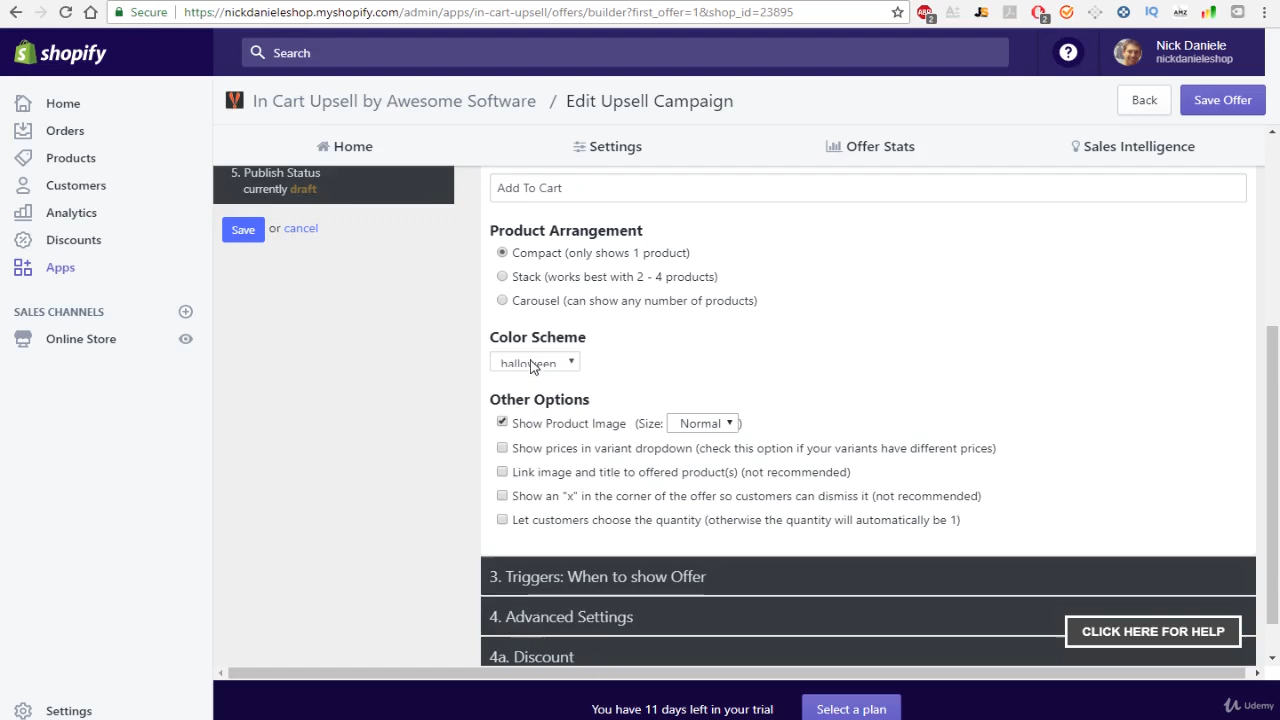 Secure
https://nickdanieleshop.myshopify.com/admin/apps/in-cart-upsell/offers/builder?first_offer=1&shop_id=23895
shopify
Search
?
Nick Daniele
nickdanieleshop
Home
Orders
Products
Customers
Analytics
Discounts
Apps
SALES CHANNELS
Online Store
Settings
In Cart Upsell by Awesome Software / Edit Upsell Campaign
Back
Save Offer
Home
Settings
Offer Stats
Sales Intelligence
5. Publish Status
currently draft
Save or cancel
Add To Cart
Product Arrangement
Compact (only shows 1 product)
Stack (works best with 2 - 4 products)
Carousel (can show any number of products)
Color Scheme
halloween
Other Options
Show Product Image (Size: Normal )
Show prices in variant dropdown (check this option if your variants have different prices)
Link image and title to offered product(s) (not recommended)
Show an "x" in the corner of the offer so customers can dismiss it (not recommended)
Let customers choose the quantity (otherwise the quantity will automatically be 1)
3. Triggers: When to show Offer
4. Advanced Settings
CLICK HERE FOR HELP
4a. Discount
You have 11 days left in your trial
Select a plan
Udemy